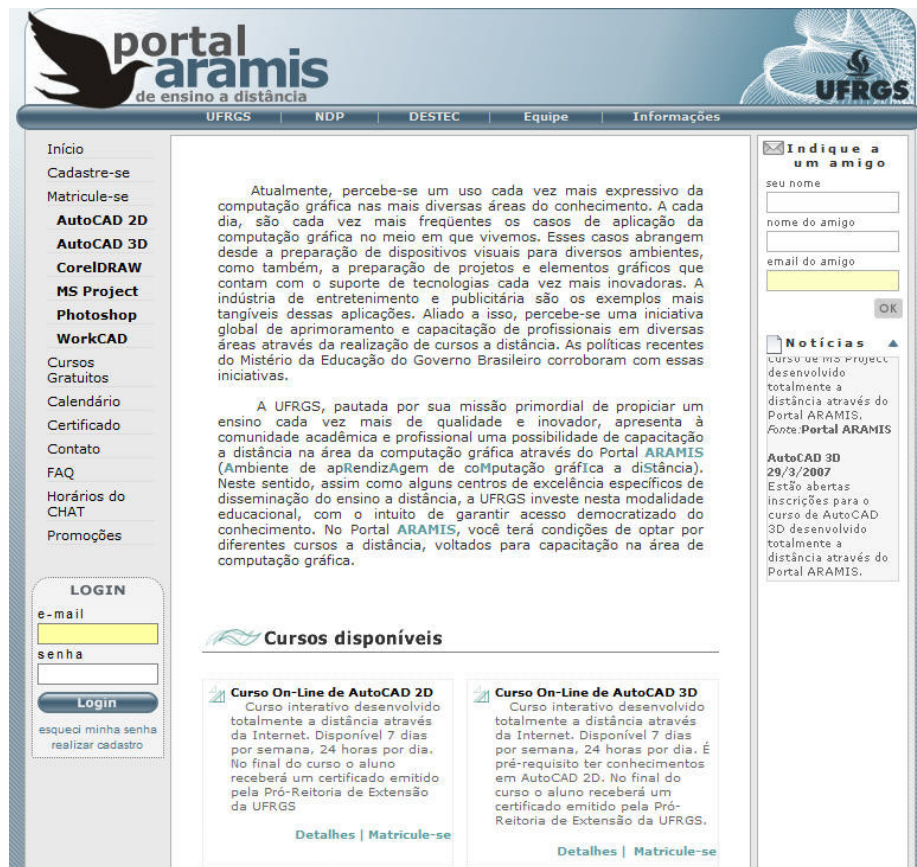 portal
aramis
de ensino a distância
UFRGS
UFRGS | NDP | DESTEC | Equipe | Informações
Início
Cadastre-se
Matricule-se
AutoCAD 2D
AutoCAD 3D
CorelDRAW
MS Project
Photoshop
WorkCAD
Cursos
Gratuitos
Calendário
Certificado
Contato
FAQ
Horários do
CHAT
Promoções
LOGIN
e-mail
senha
Login
esqueci minha senha
realizar cadastro
Atualmente, percebe-se um uso cada vez mais expressivo da
computação gráfica nas mais diversas áreas do conhecimento. A cada
dia, são cada vez mais freqüentes os casos de aplicação da
computação gráfica no meio em que vivemos. Esses casos abrangem
desde a preparação de dispositivos visuais para diversos ambientes,
como também, a preparação de projetos e elementos gráficos que
contam com o suporte de tecnologias cada vez mais inovadoras. A
indústria de entretenimento e publicitária são os exemplos mais
tangíveis dessas aplicações. Aliado a isso, percebe-se uma iniciativa
global de aprimoramento e capacitação de profissionais em diversas
áreas através da realização de cursos a distância. As políticas recentes
do Mistério da Educação do Governo Brasileiro corroboram com essas
iniciativas.
A UFRGS, pautada por sua missão primordial de propiciar um
ensino cada vez mais de qualidade e inovador, apresenta à
comunidade acadêmica e profissional uma possibilidade de capacitação
a distância na área da computação gráfica através do Portal ARAMIS
(Ambiente de apRendizAgem de coMputação gráfIca a diStância).
Neste sentido, assim como alguns centros de excelência específicos de
disseminação do ensino a distância, a UFRGS investe nesta modalidade
educacional, com o intuito de garantir acesso democratizado do
conhecimento. No Portal ARAMIS, você terá condições de optar por
diferentes cursos a distância, voltados para capacitação na área de
computação gráfica.
Cursos disponíveis
Curso On-Line de AutoCAD 2D
Curso interativo desenvolvido
totalmente a distância através
da Internet. Disponível 7 dias
por semana, 24 horas por dia.
No final do curso o aluno
receberá um certificado emitido
pela Pró-Reitoria de Extensão
da UFRGS
Detalhes | Matricule-se
Curso On-Line de AutoCAD 3D
Curso interativo desenvolvido
totalmente a distância através
da Internet. Disponível 7 dias
por semana, 24 horas por dia. É
pré-requisito ter conhecimentos
em AutoCAD 2D. No final do
curso o aluno receberá um
certificado emitido pela Pró-
Reitoria de Extensão da UFRGS.
Detalhes | Matricule-se
Indique a
um amigo
seu nome
nome do amigo
email do amigo
OK
Notícias
curso de MS Project
desenvolvido
totalmente a
distância através do
Portal ARAMIS.
Fonte:Portal ARAMIS
AutoCAD 3D
29/3/2007
Estão abertas
inscrições para o
curso de AutoCAD
3D desenvolvido
totalmente a
distância através do
Portal ARAMIS.